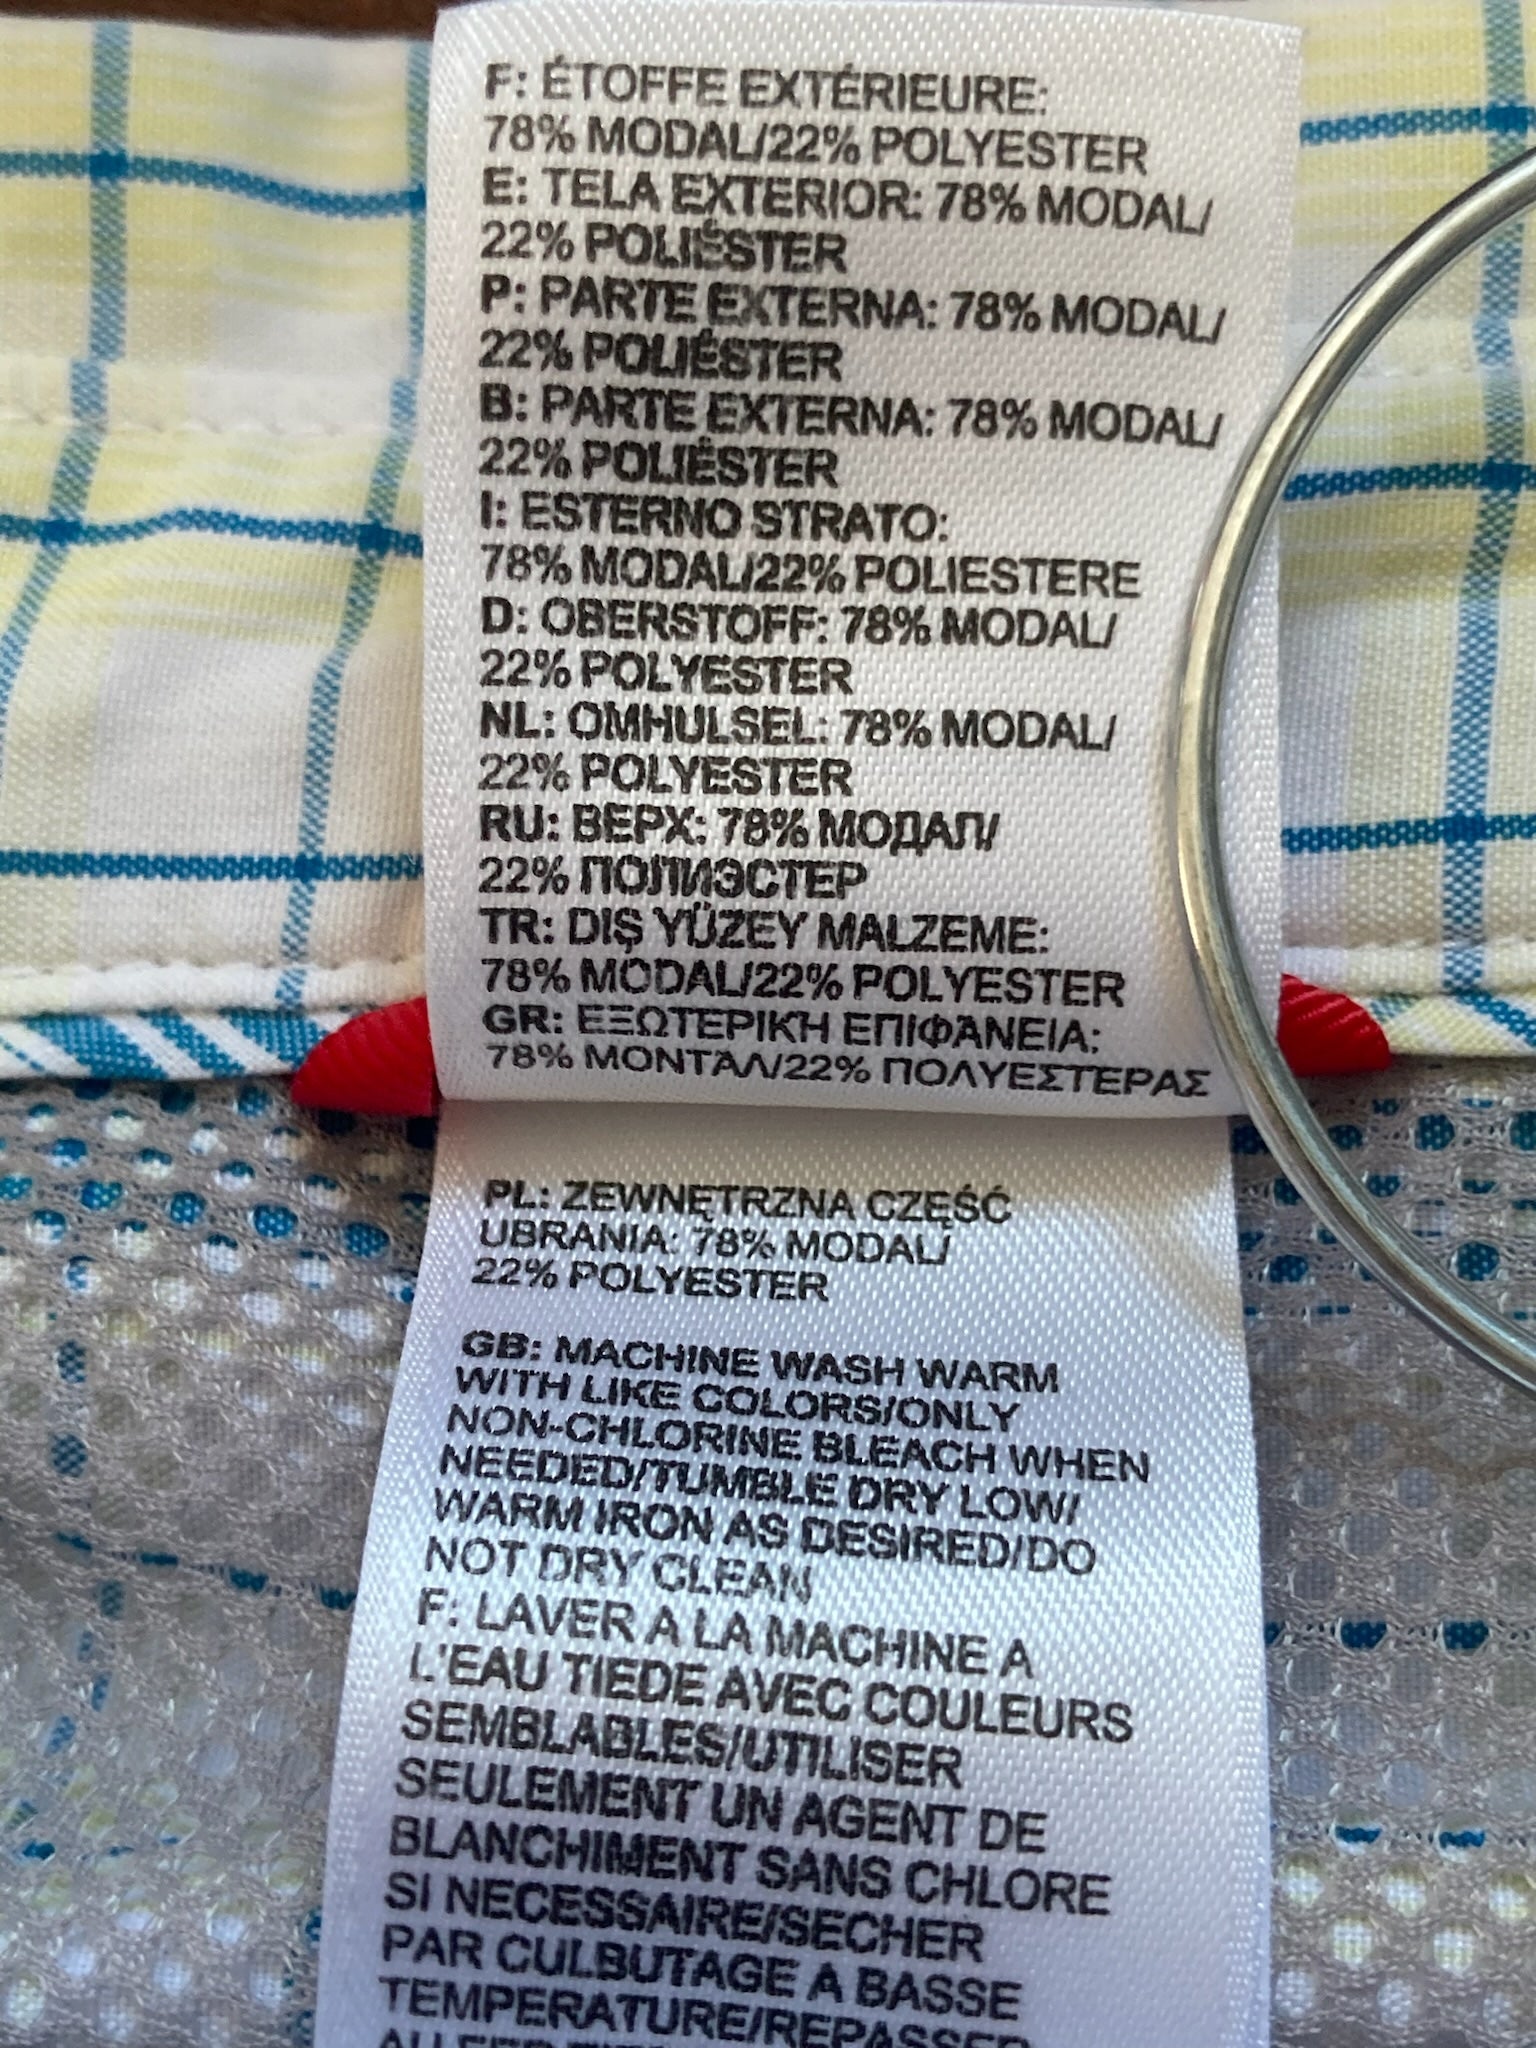 F: ÉTOFFE EXTÉRIEURE:
78% MODAL/22% POLYESTER
E: TELA EXTERIOR: 78% MODAL/
22% POLIÉSTER
P: PARTE EXTERNA: 78% MODAL/
22% POLIÉSTER
B: PARTE EXTERNA: 78% MODAL/
22% POLIÉSTER
I: ESTERNO STRATO:
78% MODAL/22% POLIESTERE
D: OBERSTOFF: 78% MODAL/
22% POLYESTER
NL: OMHULSEL: 78% MODAL/
22% POLYESTER
RU: ВЕРХ: 78% МОДАЛ/
22% ПОЛИЭСТЕР
TR: DIŞ YÜZEY MALZEME:
78% MODAL/22% POLYESTER
GR: ΕΞΩΤΕΡΙΚΉ ΕΠΙΦΆΝΕΙΑ:
78% ΜΟΝΤΆΛ/22% ΠΟΛΥΕΣΤΕΡΑΣ
PL: ZEWNĘTRZNA CZĘŚĆ
UBRANIA: 78% MODAL/
22% POLYESTER
GB: MACHINE WASH WARM
WITH LIKE COLORS/ONLY
NON-CHLORINE BLEACH WHEN
NEEDED/TUMBLE DRY LOW/
WARM IRON AS DESIRED/DO
NOT DRY CLEAN
F: LAVER A LA MACHINE A
L'EAU TIEDE AVEC COULEURS
SEMBLABLES/UTILISER
SEULEMENT UN AGENT DE
BLANCHIMENT SANS CHLORE
SI NECESSAIRE/SECHER
PAR CULBUTAGE A BASSE
TEMPERATURE/REPASSER